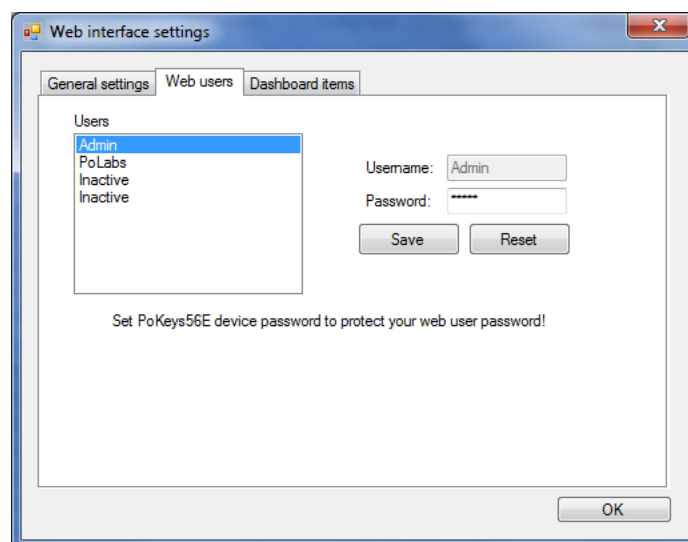 Web interface settings
General settings
Web users
Dashboard items
Users
Admin
PoLabs
Inactive
Inactive
Username:
Admin
Password:
*****
Save
Reset
Set PoKeys56E device password to protect your web user password!
OK